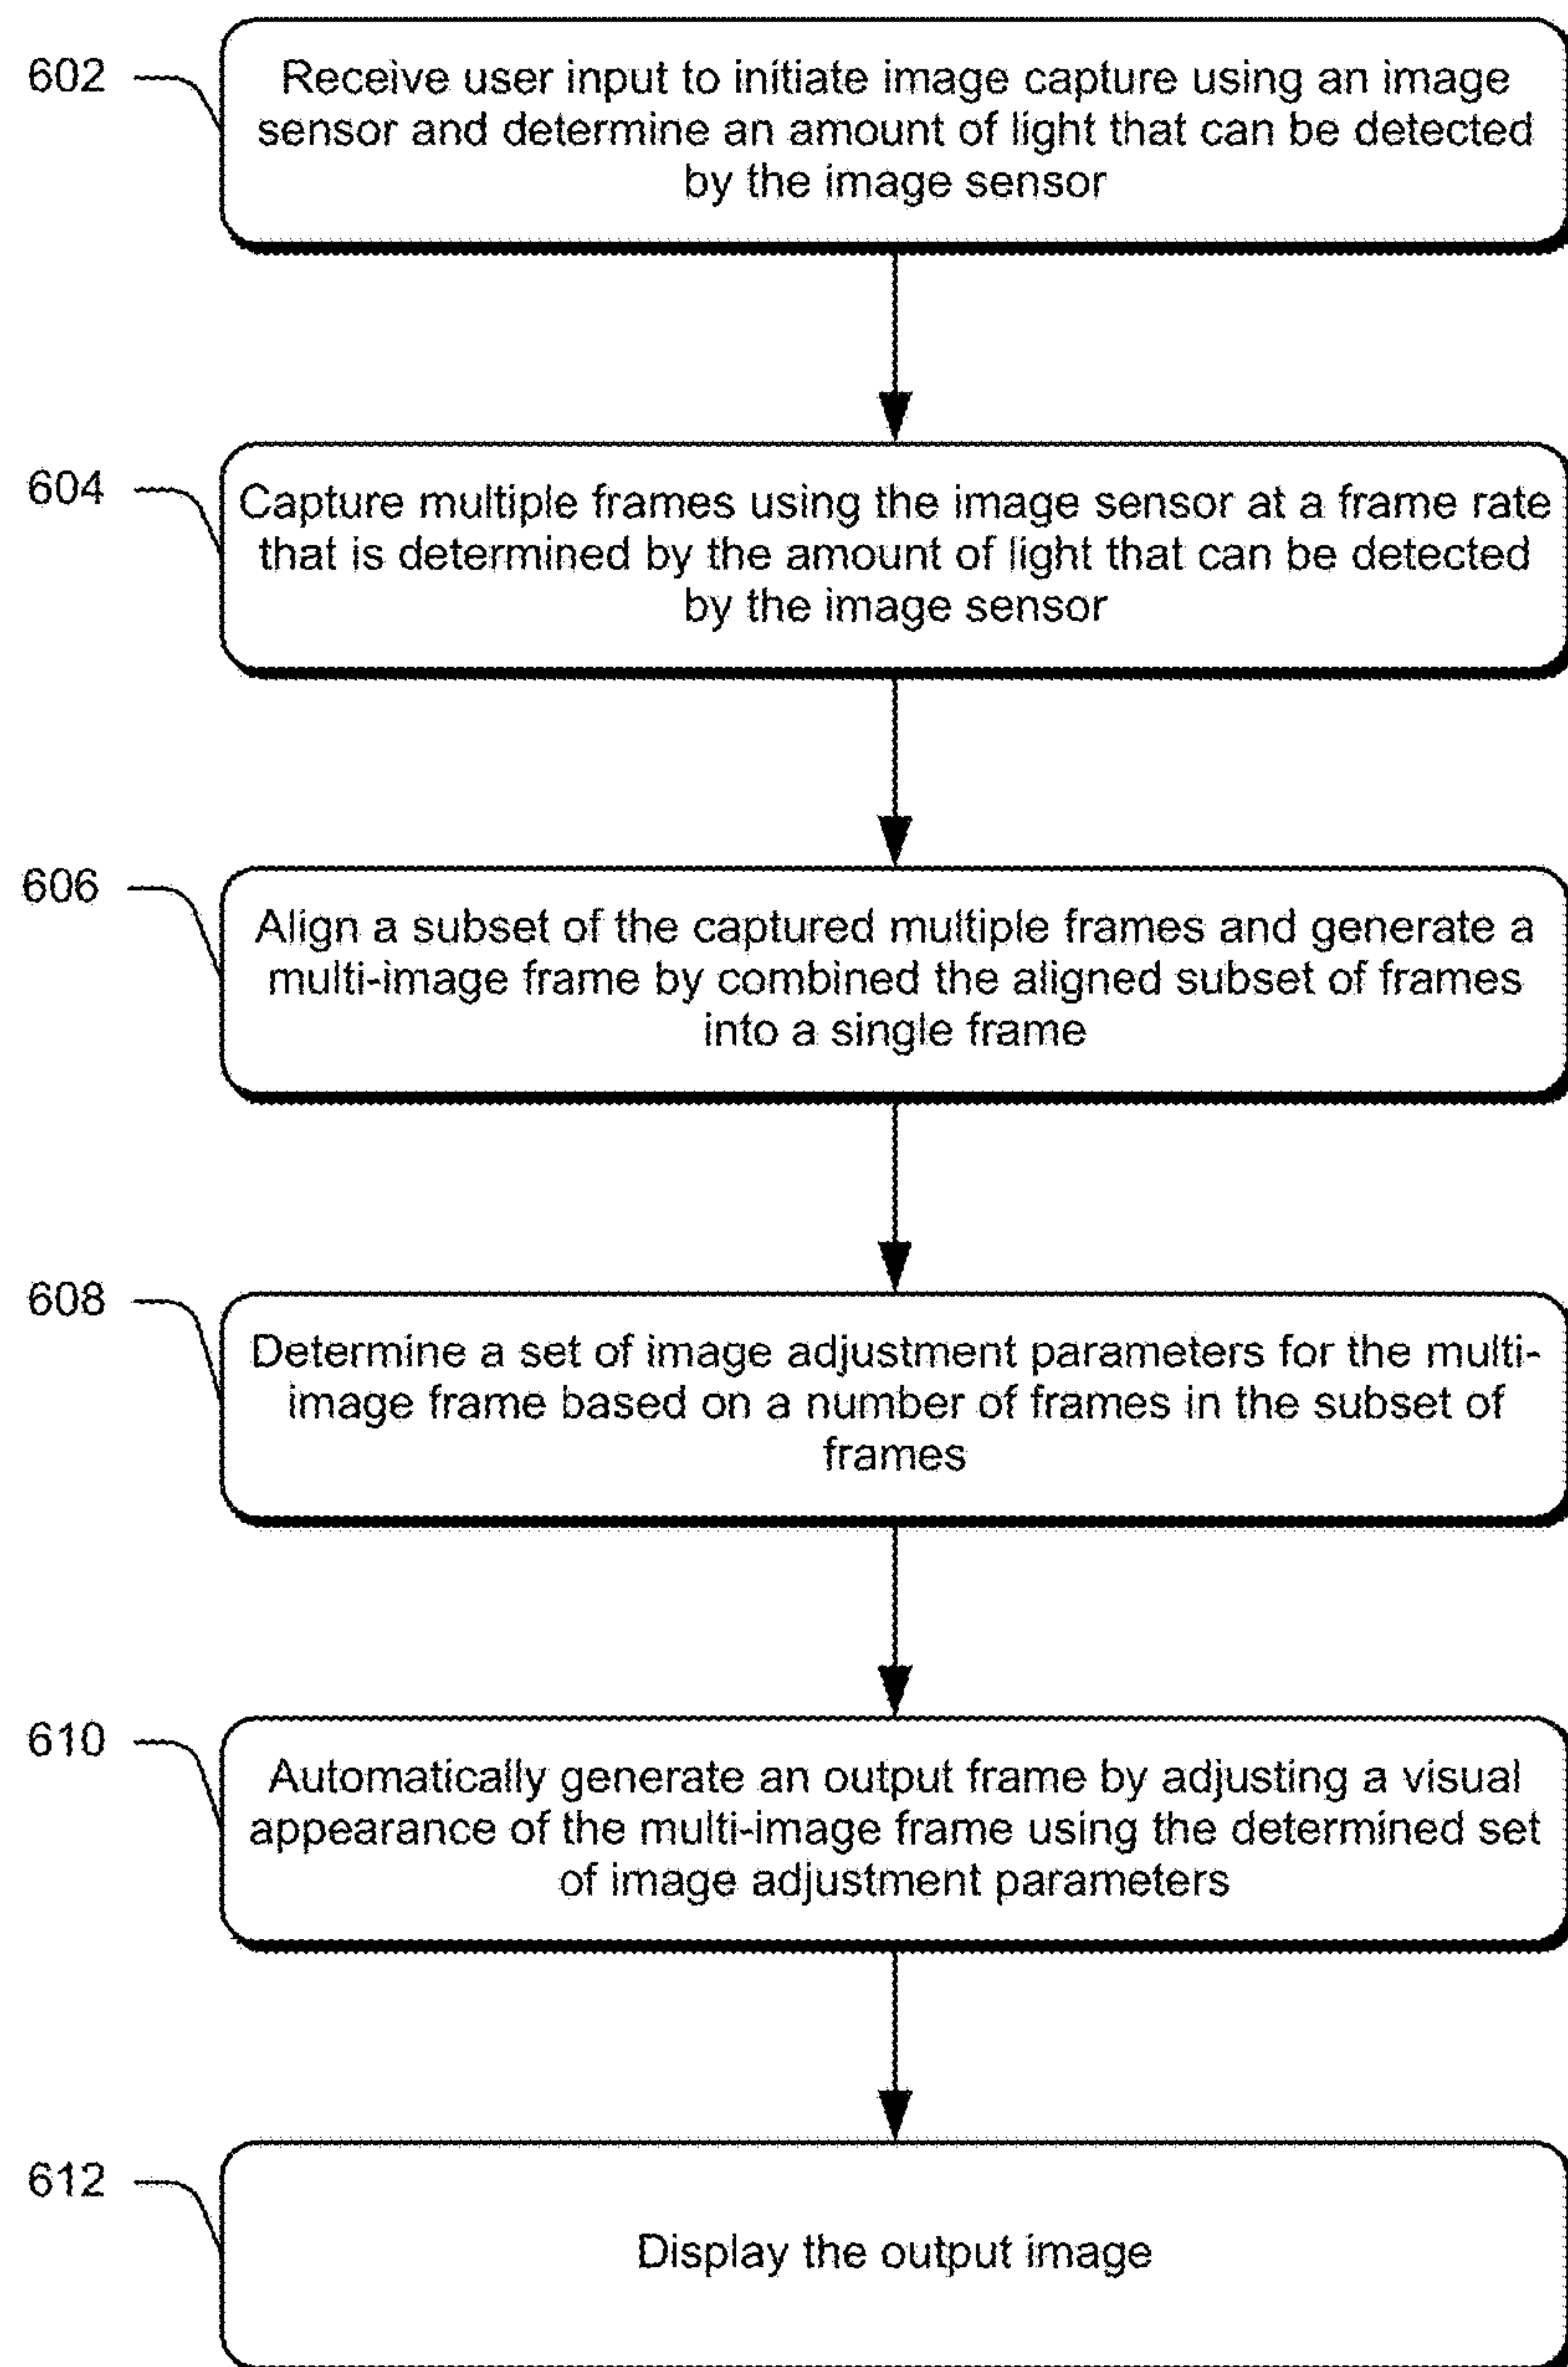 602
Receive user input to initiate image capture using an image
sensor and determine an amount of light that can be detected
by the image sensor
604
Capture multiple frames using the image sensor at a frame rate
that is determined by the amount of light that can be detected
by the image sensor
606
Align a subset of the captured multiple frames and generate a
multi-image frame by combined the aligned subset of frames
into a single frame
608
Determine a set of image adjustment parameters for the multi-
image frame based on a number of frames in the subset of
frames
610
Automatically generate an output frame by adjusting a visual
appearance of the multi-image frame using the determined set
of image adjustment parameters
612
Display the output image